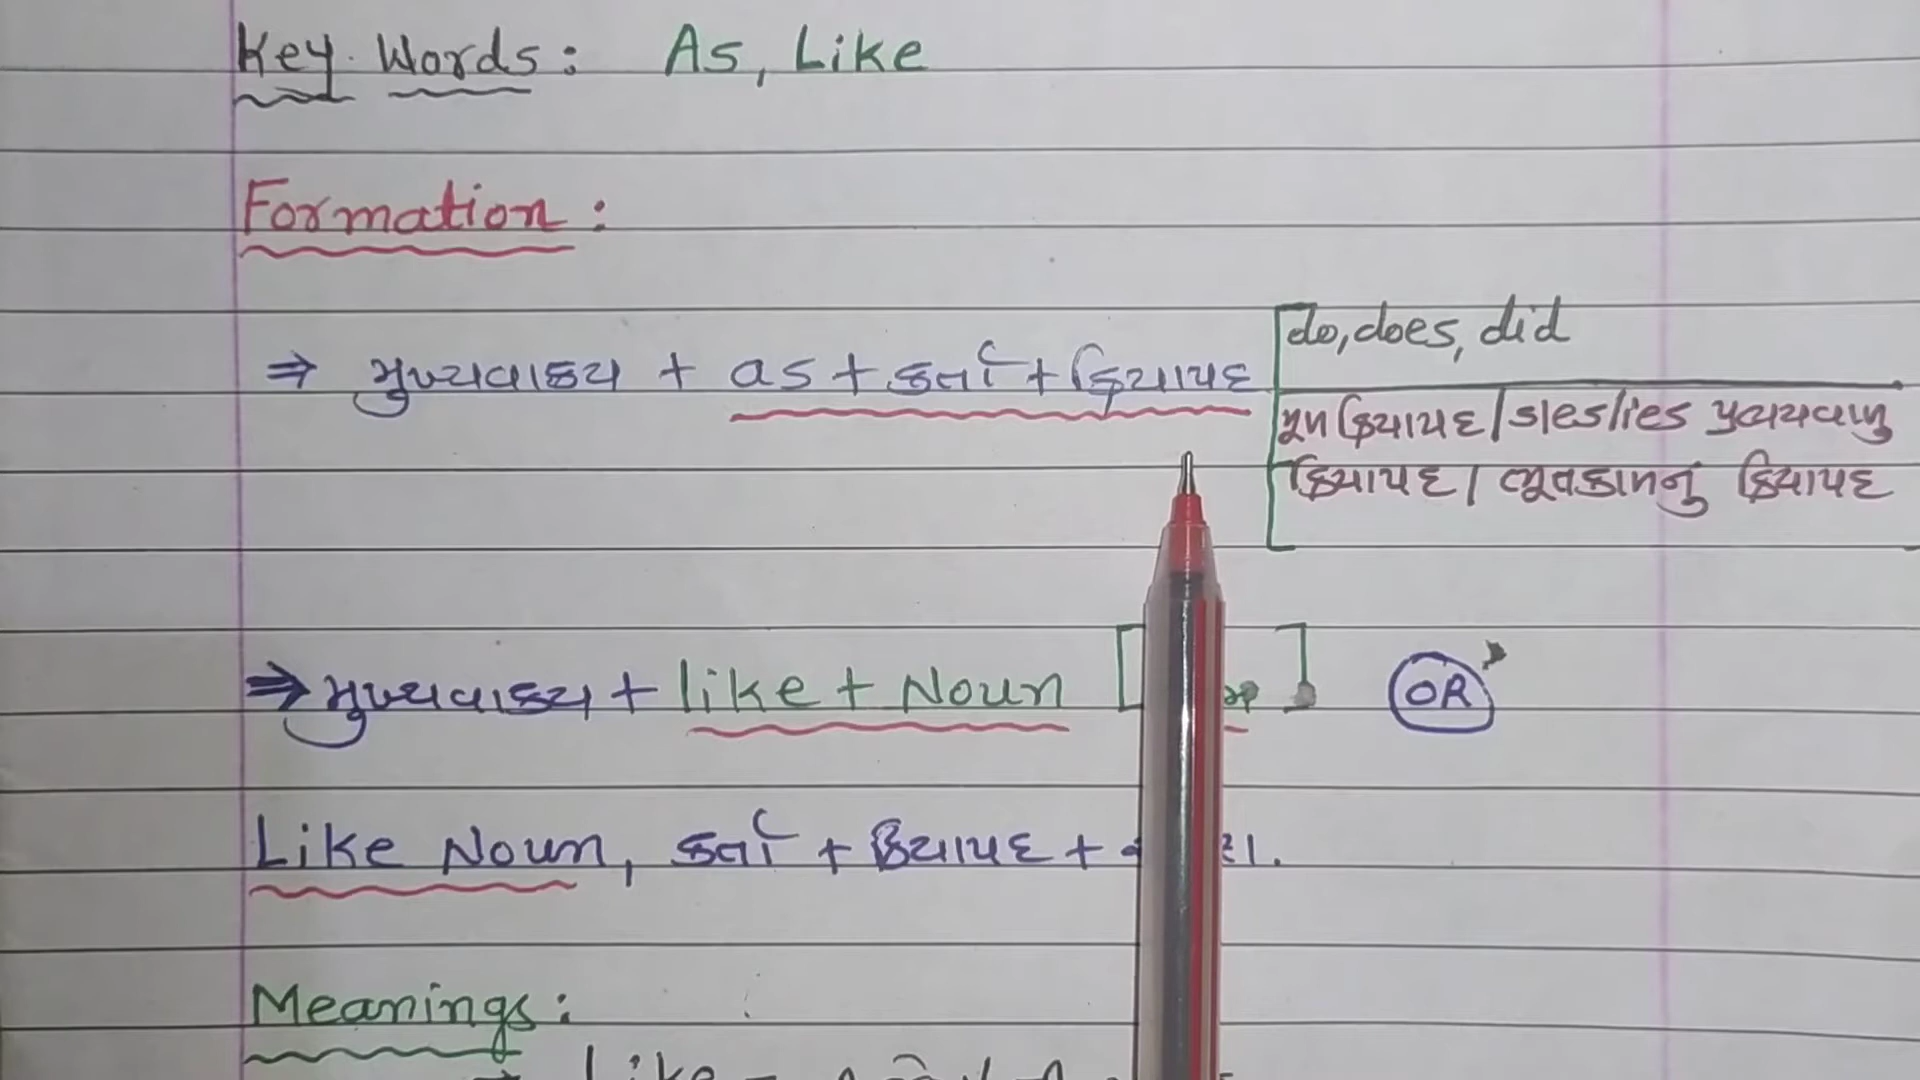 Key Words: As, Like
Formation:
⇒ મુખ્યવાક્ય + as + કર્તા + ક્રિયાપદ
do, does, did
મૂળ ક્રિયાપદ / s/es/ies પ્રત્યયવાળુ
ક્રિયાપદ / ભૂતકાળનું ક્રિયાપદ
⇒ મુખ્યવાક્ય + like + Noun [ ] OR
Like Noun, કર્તા + ક્રિયાપદ +
Meanings:
Like -